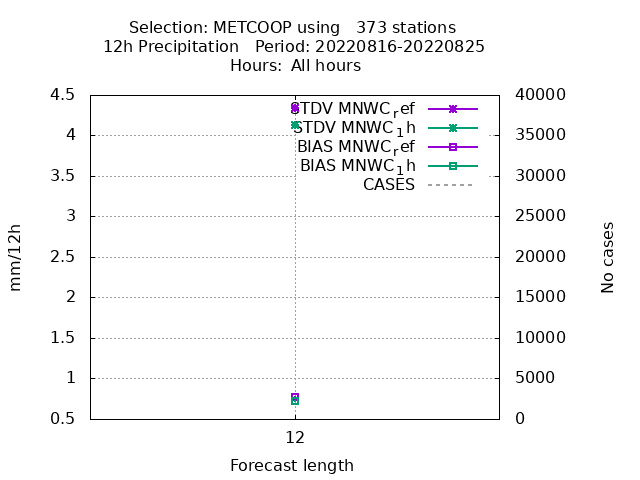 Selection: METCOOP using   373 stations
12h Precipitation   Period: 20220816-20220825
Hours:  All hours
4.5
4
3.5
3
2.5
2
1.5
1
0.5
40000
35000
30000
25000
20000
15000
10000
5000
0
mm/12h
No cases
STDV MNWC_ref
STDV MNWC_1h
BIAS MNWC_ref
BIAS MNWC_1h
CASES
12
Forecast length